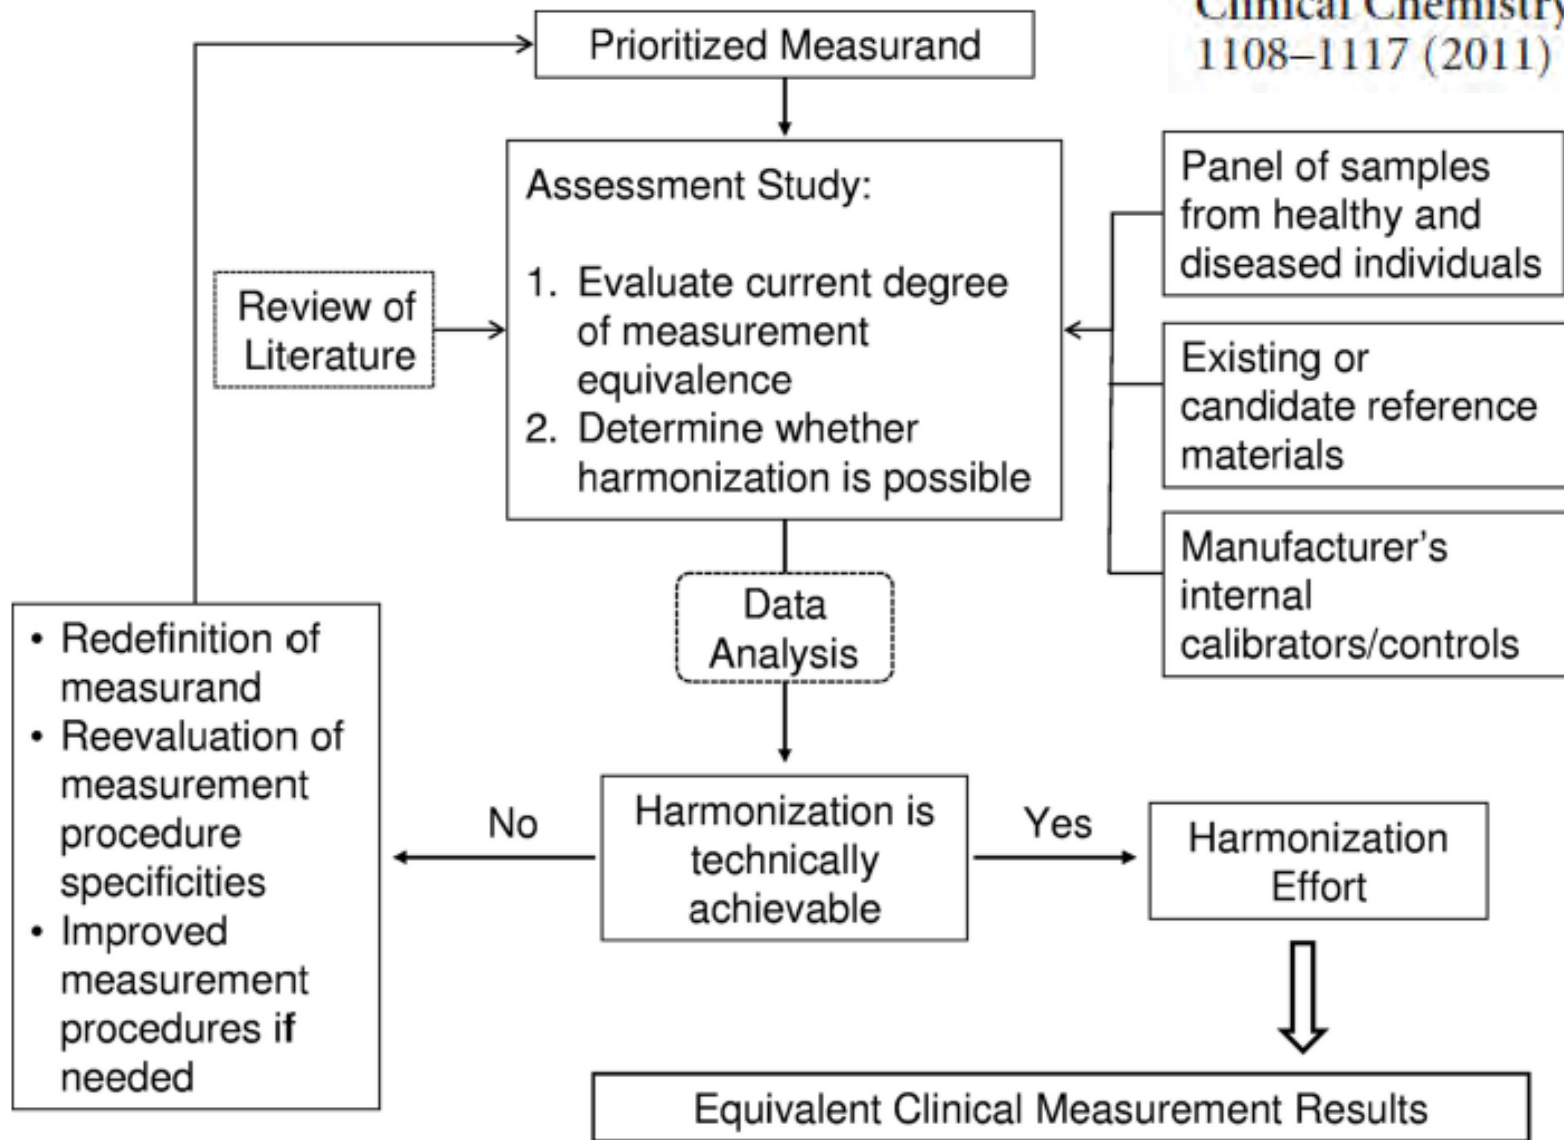 Clinical Chemistry
1108–1117 (2011)
Prioritized Measurand
Assessment Study:
1. Evaluate current degree
of measurement
equivalence
2. Determine whether
harmonization is possible
Review of
Literature
Panel of samples
from healthy and
diseased individuals
Existing or
candidate reference
materials
Manufacturer’s
internal
calibrators/controls
Data
Analysis
• Redefinition of
measurand
• Reevaluation of
measurement
procedure
specificities
• Improved
measurement
procedures if
needed
No
Harmonization is
technically
achievable
Yes
Harmonization
Effort
Equivalent Clinical Measurement Results